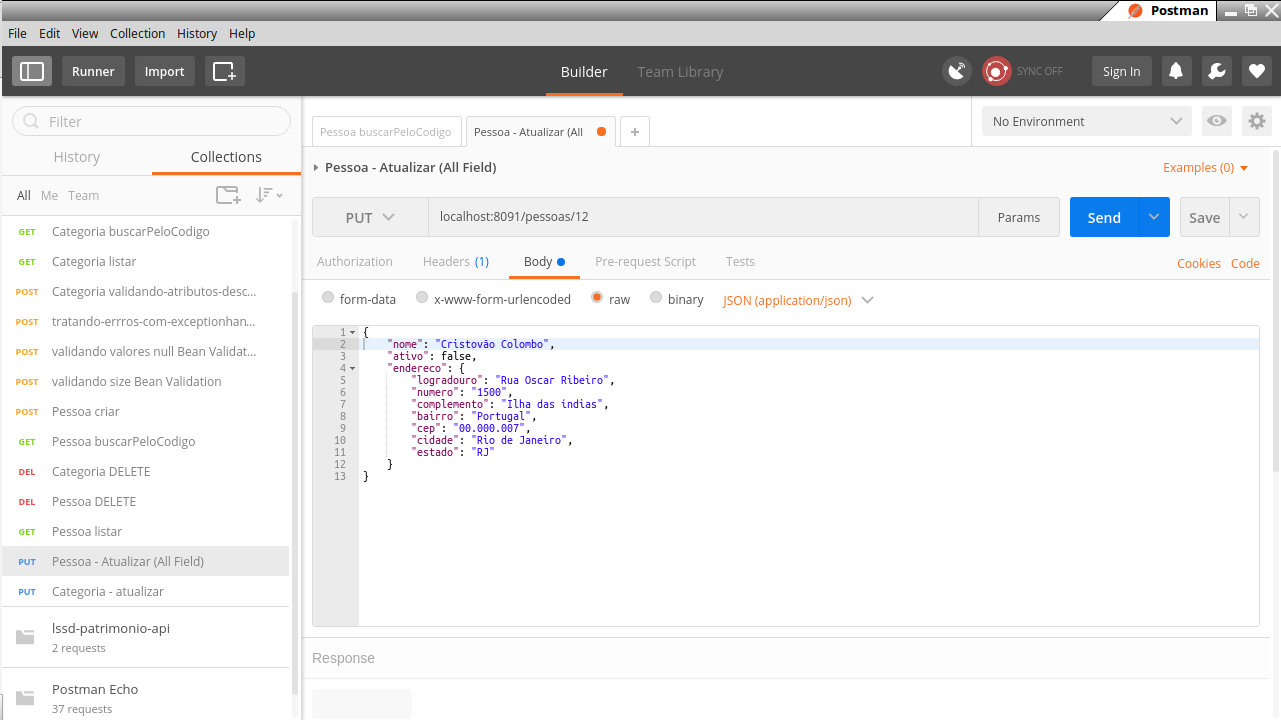 Postman
File Edit View Collection History Help
Runner Import Builder Team Library SYNC OFF Sign In
Filter
History Collections
All Me Team
GET Categoria buscarPeloCodigo
GET Categoria listar
POST Categoria validando-atributos-desc...
POST tratando-errros-com-exceptionhan...
POST validando valores null Bean Validat...
POST validando size Bean Validation
POST Pessoa criar
GET Pessoa buscarPeloCodigo
DEL Categoria DELETE
DEL Pessoa DELETE
GET Pessoa listar
PUT Pessoa - Atualizar (All Field)
PUT Categoria - atualizar
lssd-patrimonio-api
2 requests
Postman Echo
37 requests
Pessoa buscarPeloCodigo Pessoa - Atualizar (All + No Environment
Pessoa - Atualizar (All Field) Examples (0)
PUT localhost:8091/pessoas/12 Params Send Save
Authorization Headers (1) Body Pre-request Script Tests Cookies Code
form-data x-www-form-urlencoded raw binary JSON (application/json)
1 {
2 "nome": "Cristovão Colombo",
3 "ativo": false,
4 "endereco": {
5 "logradouro": "Rua Oscar Ribeiro",
6 "numero": "1500",
7 "complemento": "Ilha das índias",
8 "bairro": "Portugal",
9 "cep": "00.000.007",
10 "cidade": "Rio de Janeiro",
11 "estado": "RJ"
12 }
13 }
Response